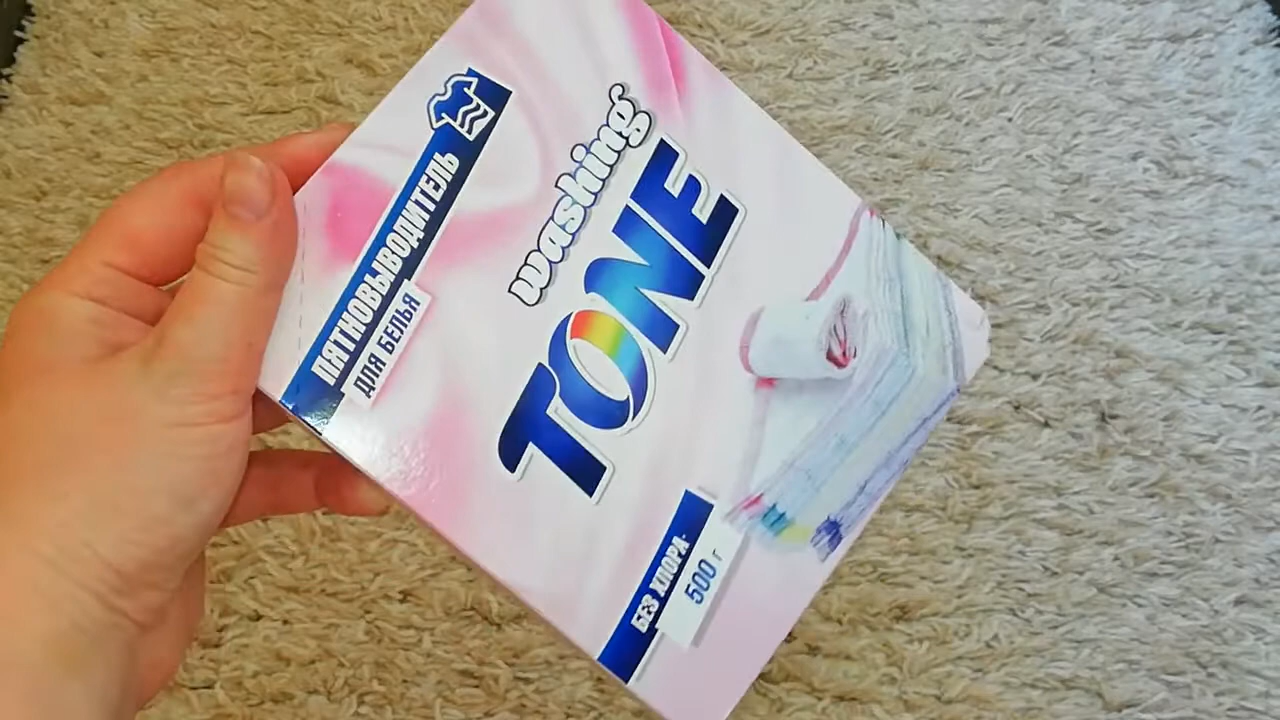 ПЯТНОВЫВОДИТЕЛЬ
ДЛЯ БЕЛЬЯ
washing
TONE
БЕЗ ХЛОРА
500 г